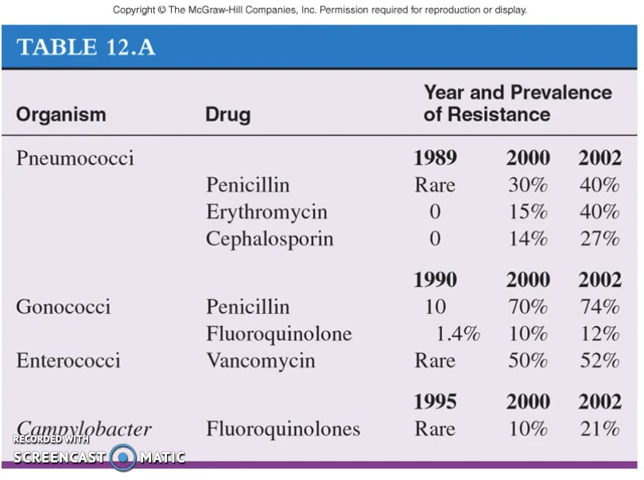 Copyright © The McGraw-Hill Companies, Inc. Permission required for reproduction or display.
TABLE 12.A
Year and Prevalence
Organism Drug of Resistance
Pneumococci 1989 2000 2002
Penicillin Rare 30% 40%
Erythromycin 0 15% 40%
Cephalosporin 0 14% 27%
1990 2000 2002
Gonococci Penicillin 10 70% 74%
Fluoroquinolone 1.4% 10% 12%
Enterococci Vancomycin Rare 50% 52%
1995 2000 2002
Campylobacter Fluoroquinolones Rare 10% 21%
RECORDED WITH
SCREENCAST MATIC